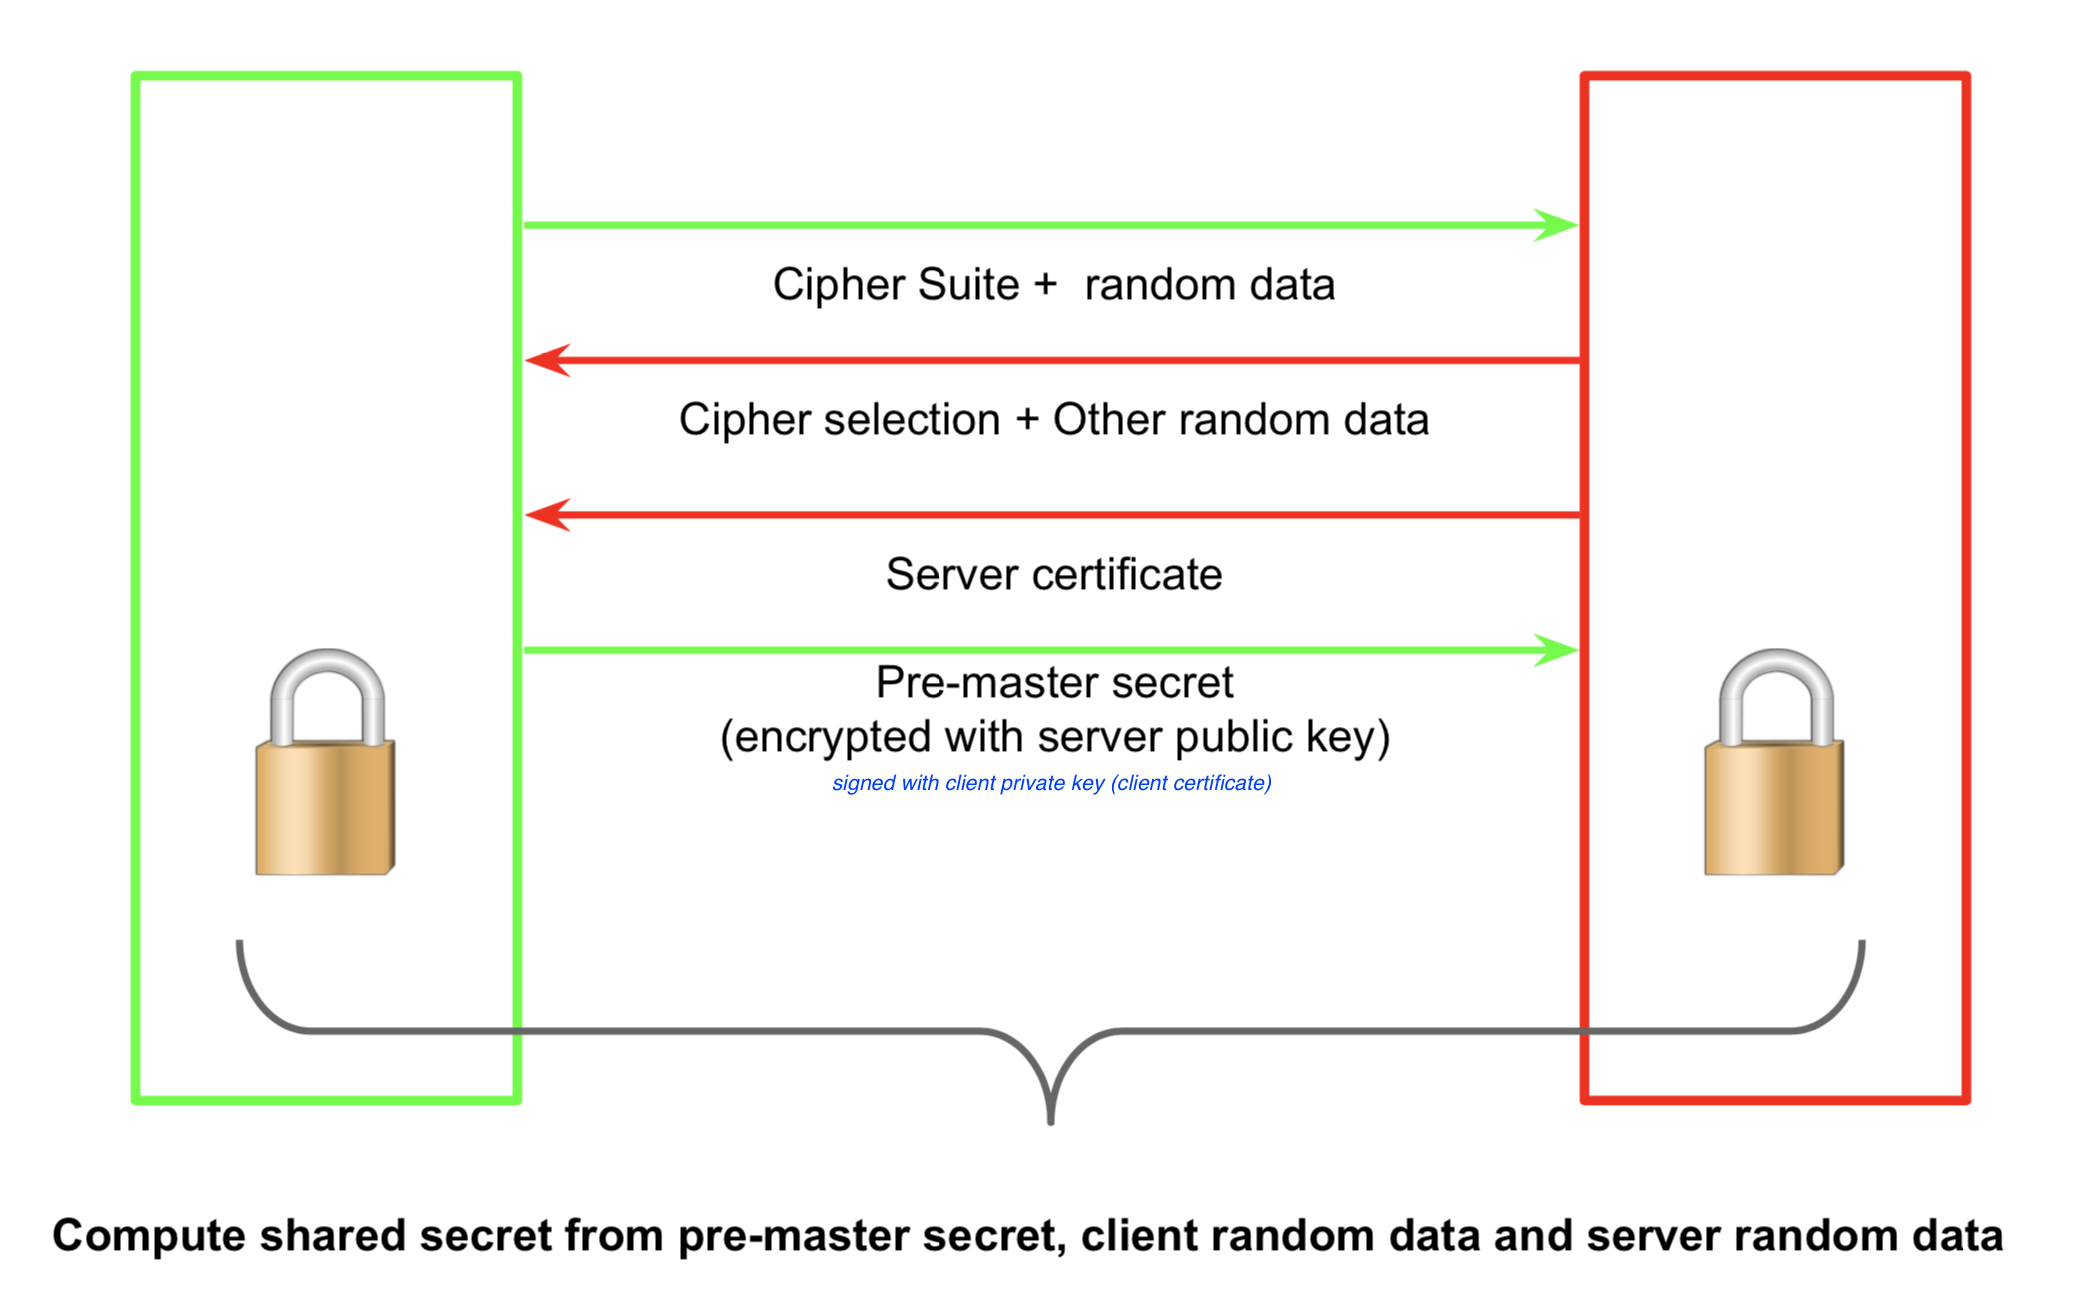 Cipher Suite +  random data
Cipher selection + Other random data
Server certificate
Pre-master secret
(encrypted with server public key)
signed with client private key (client certificate)
Compute shared secret from pre-master secret, client random data and server random data